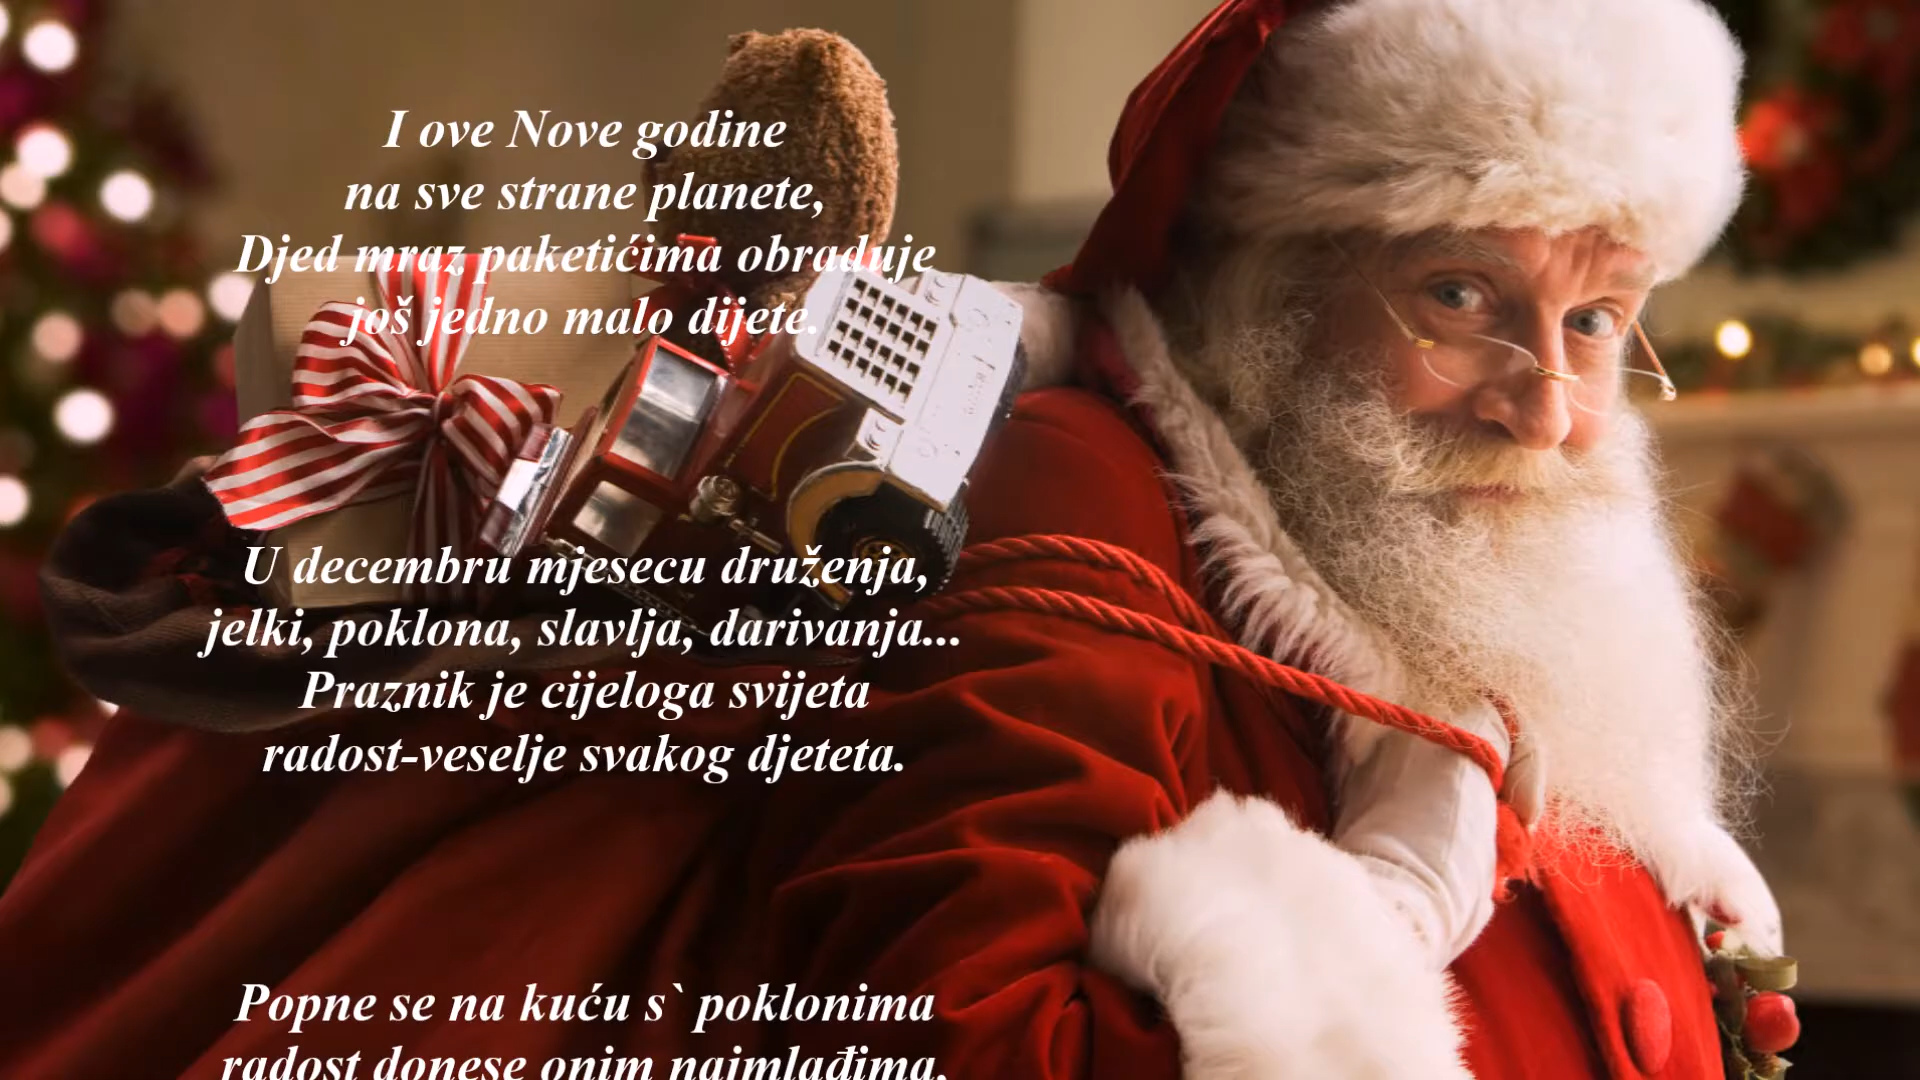 I ove Nove godine
na sve strane planete,
Djed mraz paketićima obraduje
još jedno malo dijete.
U decembru mjesecu druženja,
jelki, poklona, slavlja, darivanja...
Praznik je cijeloga svijeta
radost-veselje svakog djeteta.
Popne se na kuću s` poklonima
radost donese onim najmlađima,